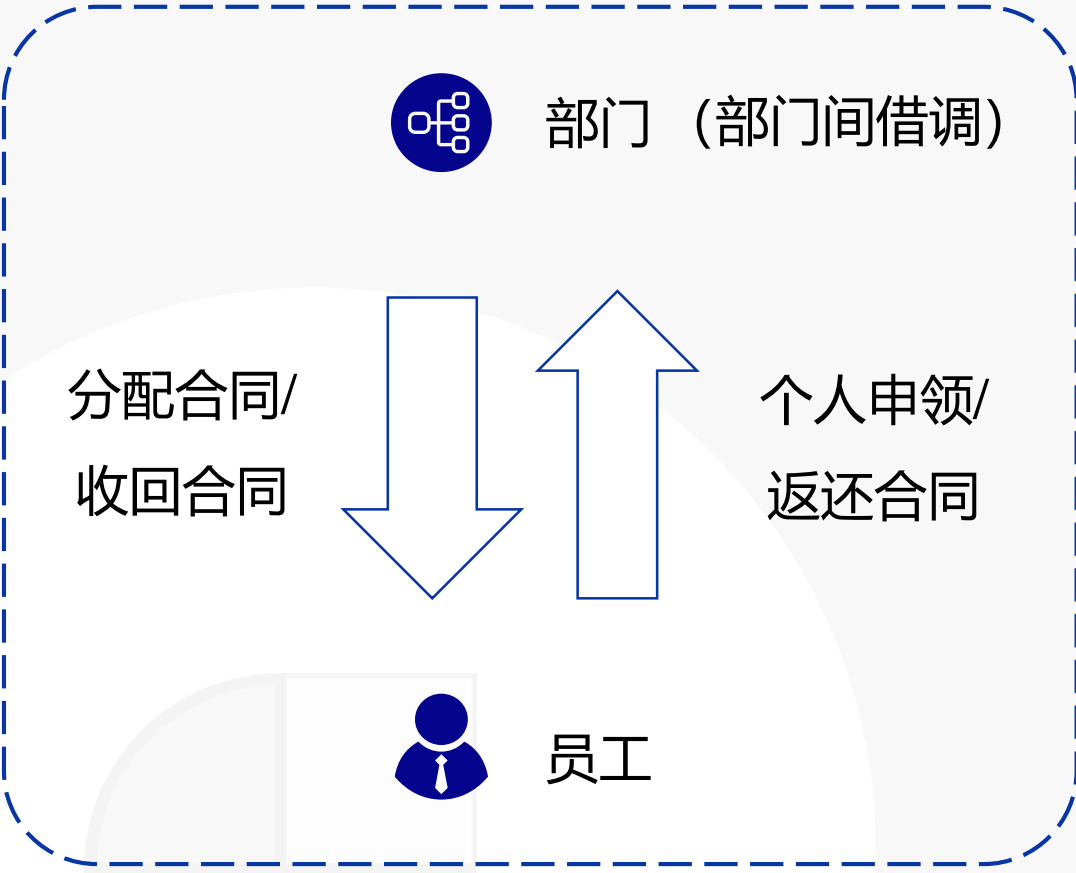 部门（部门间借调）
分配合同/
收回合同
个人申领/
返还合同
员工